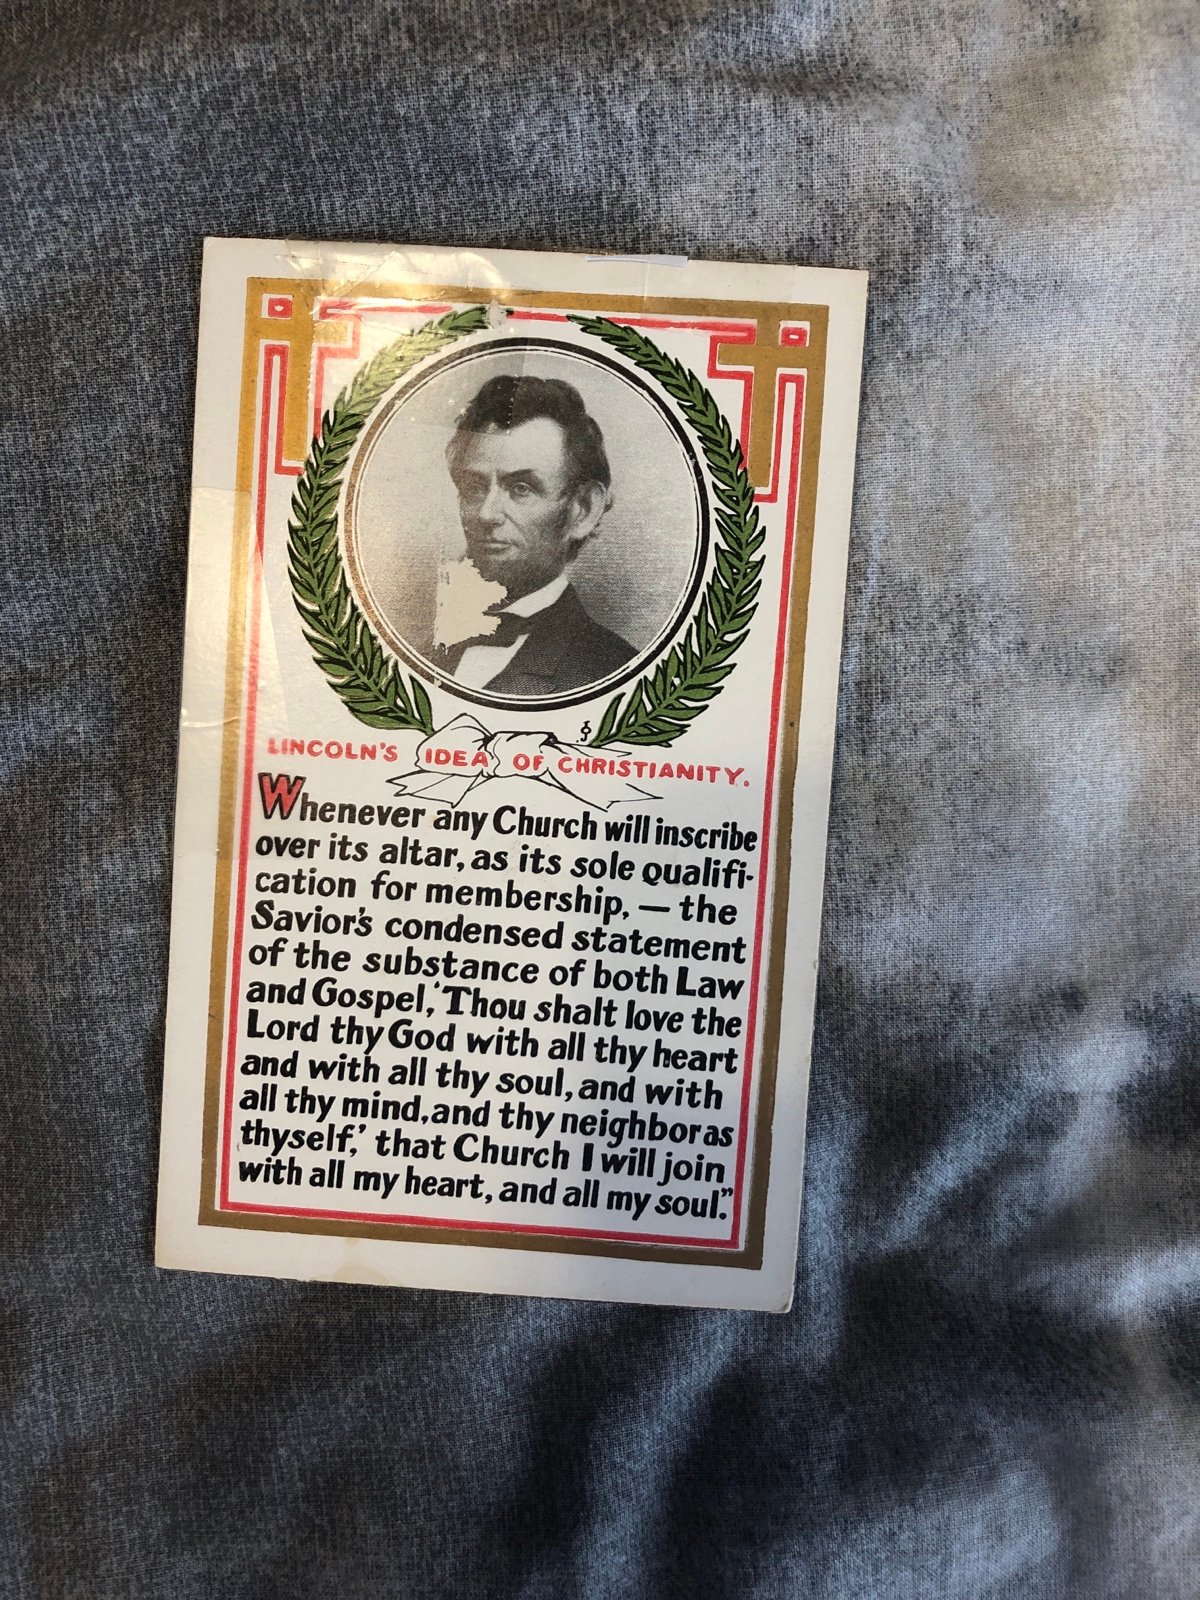 LINCOLN'S IDEA OF CHRISTIANITY.
Whenever any Church will inscribe
over its altar, as its sole qualifi-
cation for membership, — the
Savior's condensed statement
of the substance of both Law
and Gospel, 'Thou shalt love the
Lord thy God with all thy heart
and with all thy soul, and with
all thy mind, and thy neighbor as
thyself,' that Church I will join
with all my heart, and all my soul."